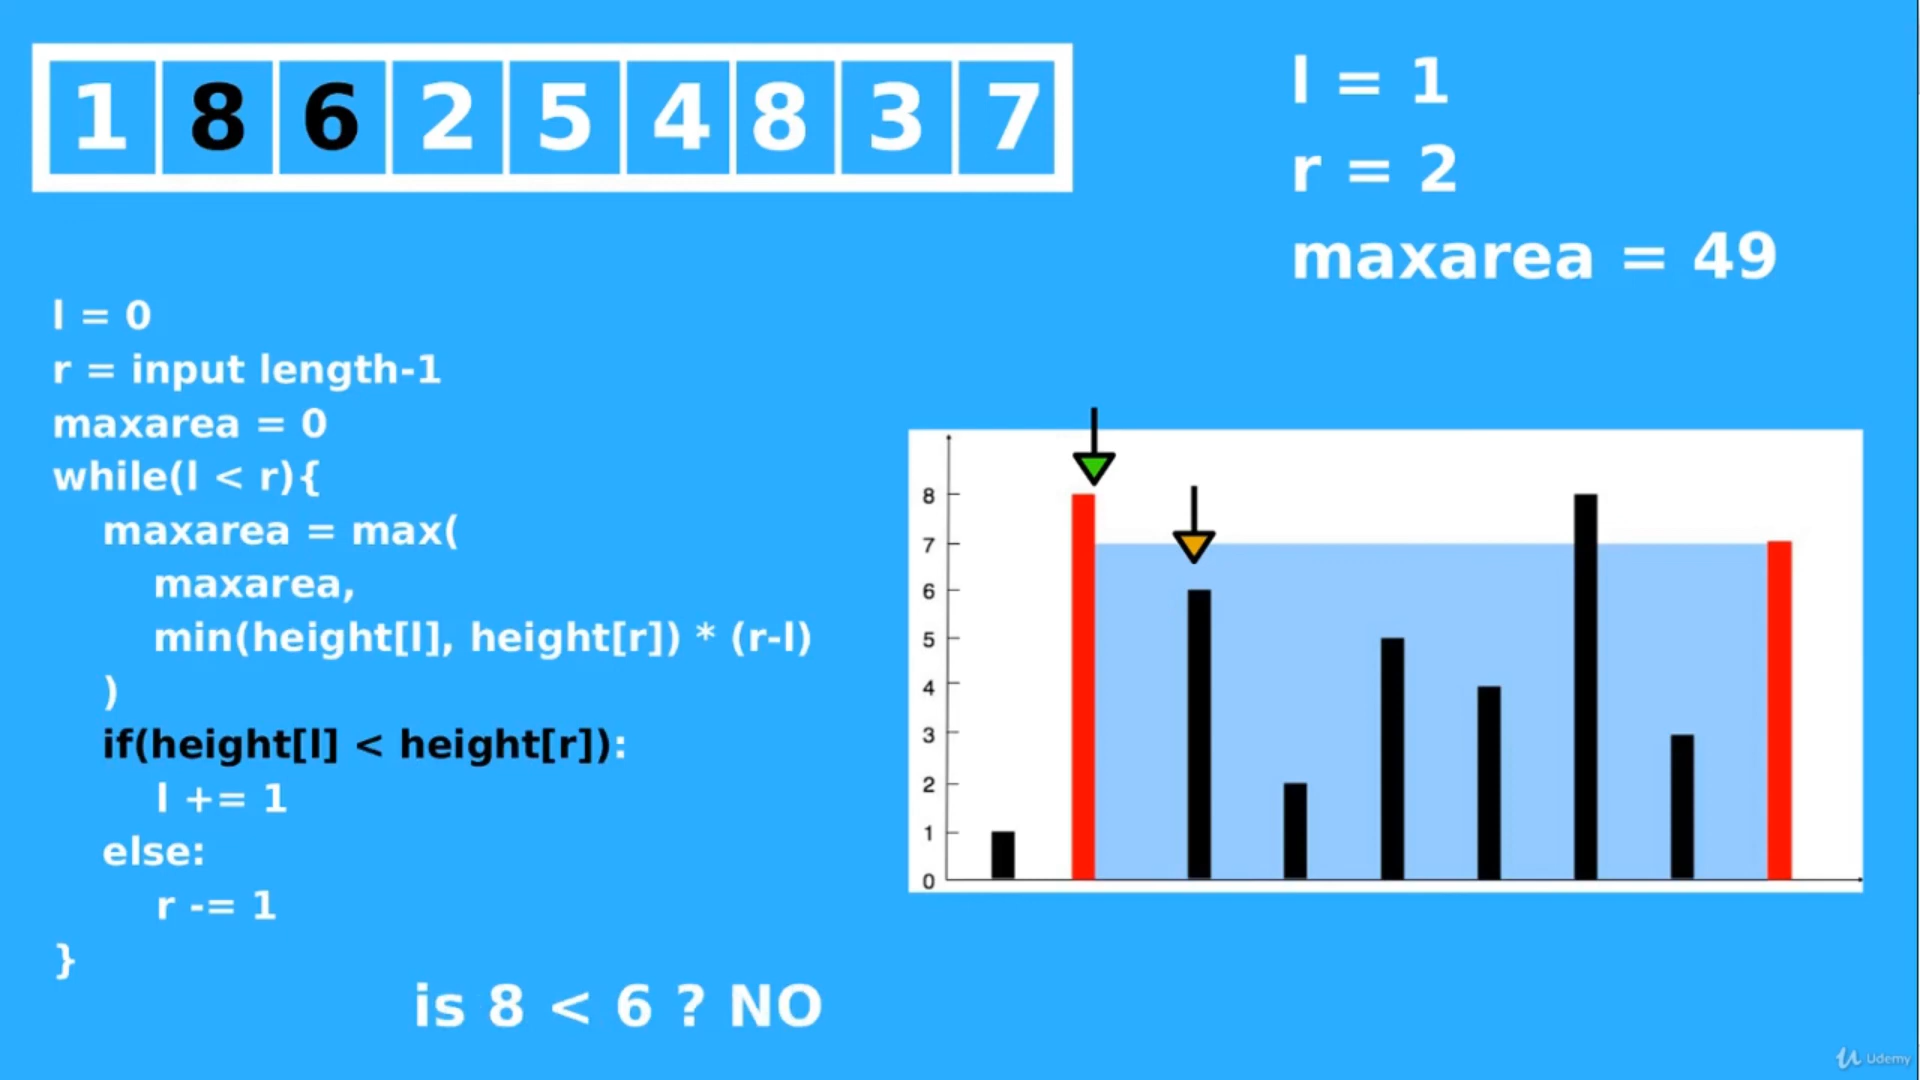 1 8 6 2 5 4 8 3 7
l = 1
r = 2
maxarea = 49
l = 0
r = input length-1
maxarea = 0
while(l < r){
maxarea = max(
maxarea,
min(height[l], height[r]) * (r-l)
)
if(height[l] < height[r]):
l += 1
else:
r -= 1
}
is 8 < 6 ? NO
8
7
6
5
4
3
2
1
0
Udemy